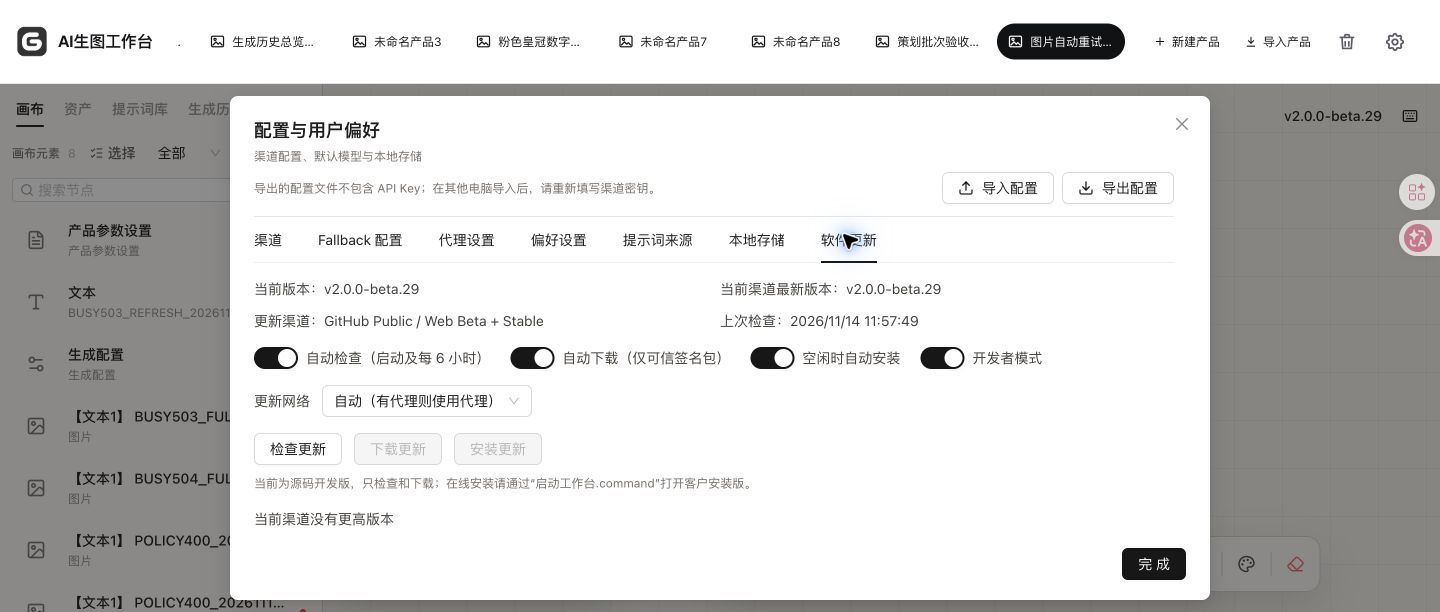 AI生图工作台
.
生成历史总览...
未命名产品3
粉色皇冠数字...
未命名产品7
未命名产品8
策划批次验收...
图片自动重试...
新建产品
导入产品
画布 资产 提示词库 生成历
v2.0.0-beta.29
画布元素 8 选择 全部
搜索节点
产品参数设置
产品参数设置
文本
BUSY503_REFRESH_202611
生成配置
生成配置
【文本1】 BUSY503_FUL
图片
【文本1】 BUSY504_FUL
图片
【文本1】 POLICY400_20
图片
【文本1】 POLICY400_2026111...
配置与用户偏好
渠道配置、默认模型与本地存储
导出的配置文件不包含 API Key；在其他电脑导入后，请重新填写渠道密钥。
导入配置 导出配置
渠道 Fallback 配置 代理设置 偏好设置 提示词来源 本地存储 软件更新
当前版本：v2.0.0-beta.29
当前渠道最新版本：v2.0.0-beta.29
更新渠道：GitHub Public / Web Beta + Stable
上次检查：2026/11/14 11:57:49
自动检查（启动及每 6 小时） 自动下载（仅可信签名包） 空闲时自动安装 开发者模式
更新网络 自动（有代理则使用代理）
检查更新 下载更新 安装更新
当前为源码开发版，只检查和下载；在线安装请通过“启动工作台.command”打开客户安装版。
当前渠道没有更高版本
完 成